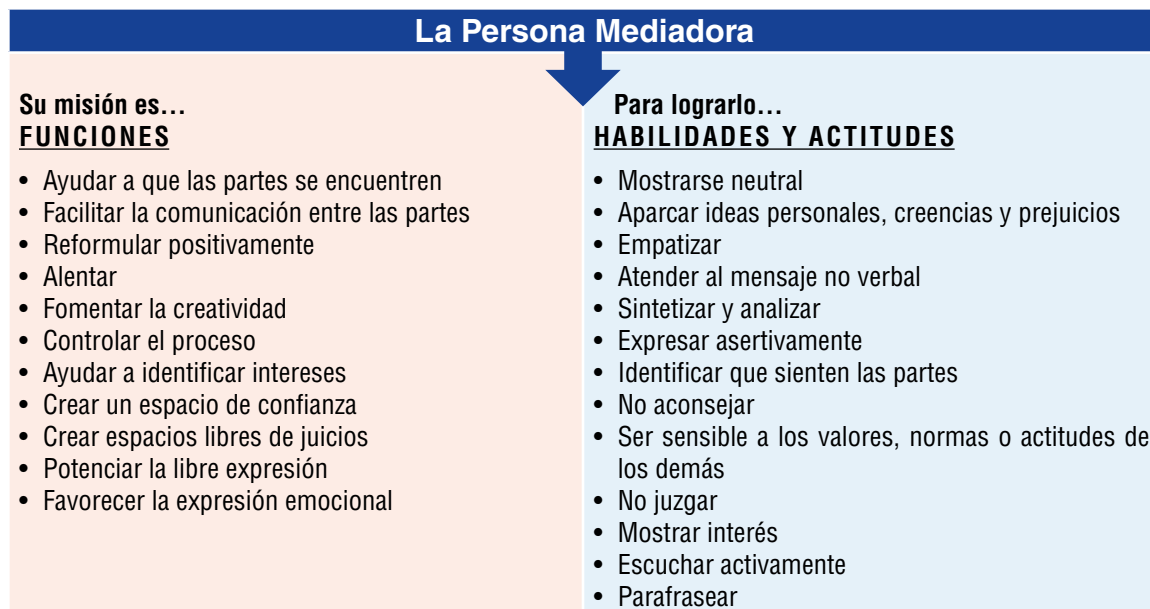 La Persona Mediadora
Su misión es...
FUNCIONES
• Ayudar a que las partes se encuentren
• Facilitar la comunicación entre las partes
• Reformular positivamente
• Alentar
• Fomentar la creatividad
• Controlar el proceso
• Ayudar a identificar intereses
• Crear un espacio de confianza
• Crear espacios libres de juicios
• Potenciar la libre expresión
• Favorecer la expresión emocional
Para lograrlo...
HABILIDADES Y ACTITUDES
• Mostrarse neutral
• Aparcar ideas personales, creencias y prejuicios
• Empatizar
• Atender al mensaje no verbal
• Sintetizar y analizar
• Expresar asertivamente
• Identificar que sienten las partes
• No aconsejar
• Ser sensible a los valores, normas o actitudes de
los demás
• No juzgar
• Mostrar interés
• Escuchar activamente
• Parafrasear